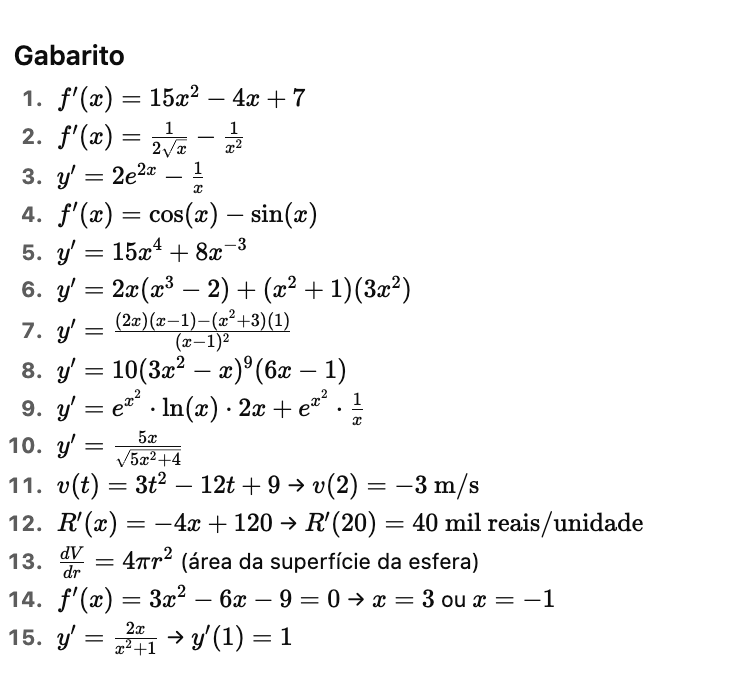 Gabarito
1. f′(x) = 15x² − 4x + 7
2. f′(x) = 1/(2√x) − 1/x²
3. y′ = 2e²ˣ − 1/x
4. f′(x) = cos(x) − sin(x)
5. y′ = 15x⁴ + 8x⁻³
6. y′ = 2x(x³ − 2) + (x² + 1)(3x²)
7. y′ = ((2x)(x−1)−(x²+3)(1))/(x−1)²
8. y′ = 10(3x² − x)⁹(6x − 1)
9. y′ = e^(x²) · ln(x) · 2x + e^(x²) · 1/x
10. y′ = 5x/√(5x²+4)
11. v(t) = 3t² − 12t + 9 → v(2) = −3 m/s
12. R′(x) = −4x + 120 → R′(20) = 40 mil reais/unidade
13. dV/dr = 4πr² (área da superfície da esfera)
14. f′(x) = 3x² − 6x − 9 = 0 → x = 3 ou x = −1
15. y′ = 2x/(x²+1) → y′(1) = 1